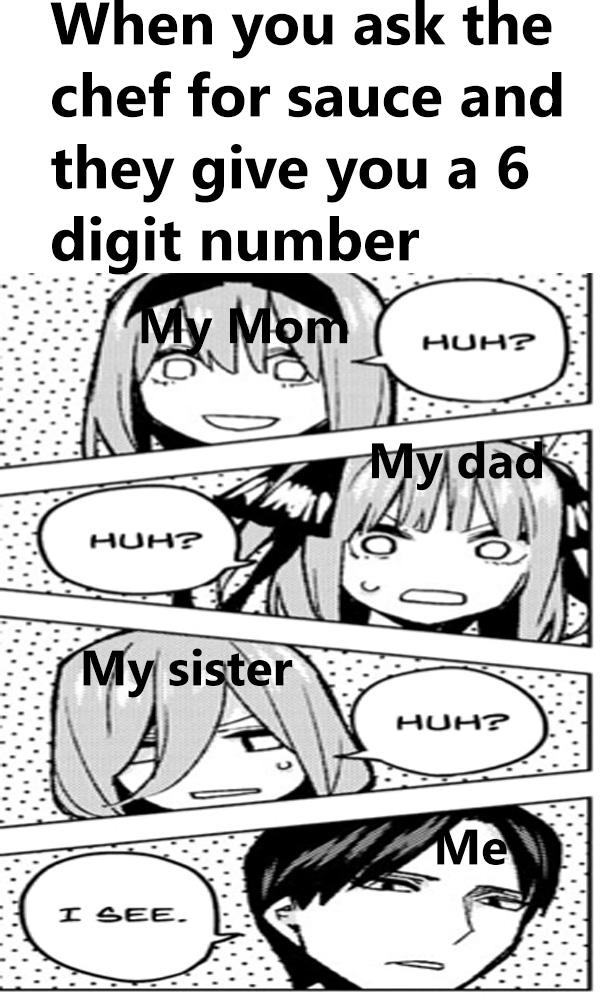 When you ask the
chef for sauce and
they give you a 6
digit number
My Mom
HUH?
My dad
HUH?
My sister
HUH?
Me
I SEE.